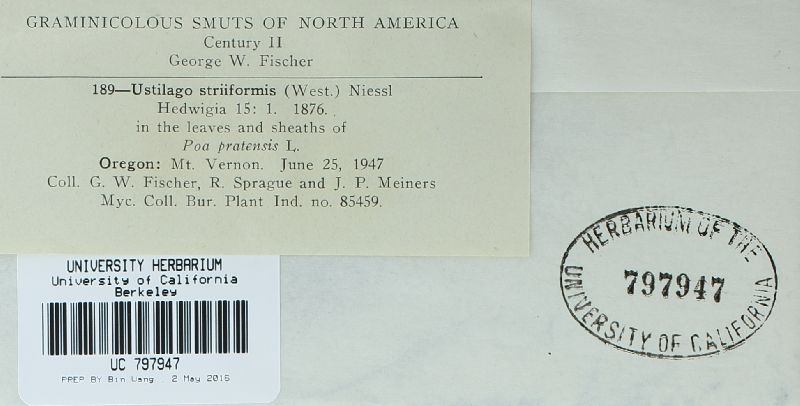 GRAMINICOLOUS SMUTS OF NORTH AMERICA
Century II
George W. Fischer
189—Ustilago striiformis (West.) Niessl
Hedwigia 15: 1. 1876.
in the leaves and sheaths of
Poa pratensis L.
Oregon: Mt. Vernon. June 25, 1947
Coll. G. W. Fischer, R. Sprague and J. P. Meiners
Myc. Coll. Bur. Plant Ind. no. 85459.
UNIVERSITY HERBARIUM
University of California
Berkeley
UC 797947
PREP BY Bin Wang . 2 May 2016
HERBARIUM OF THE
797947
UNIVERSITY OF CALIFORNIA